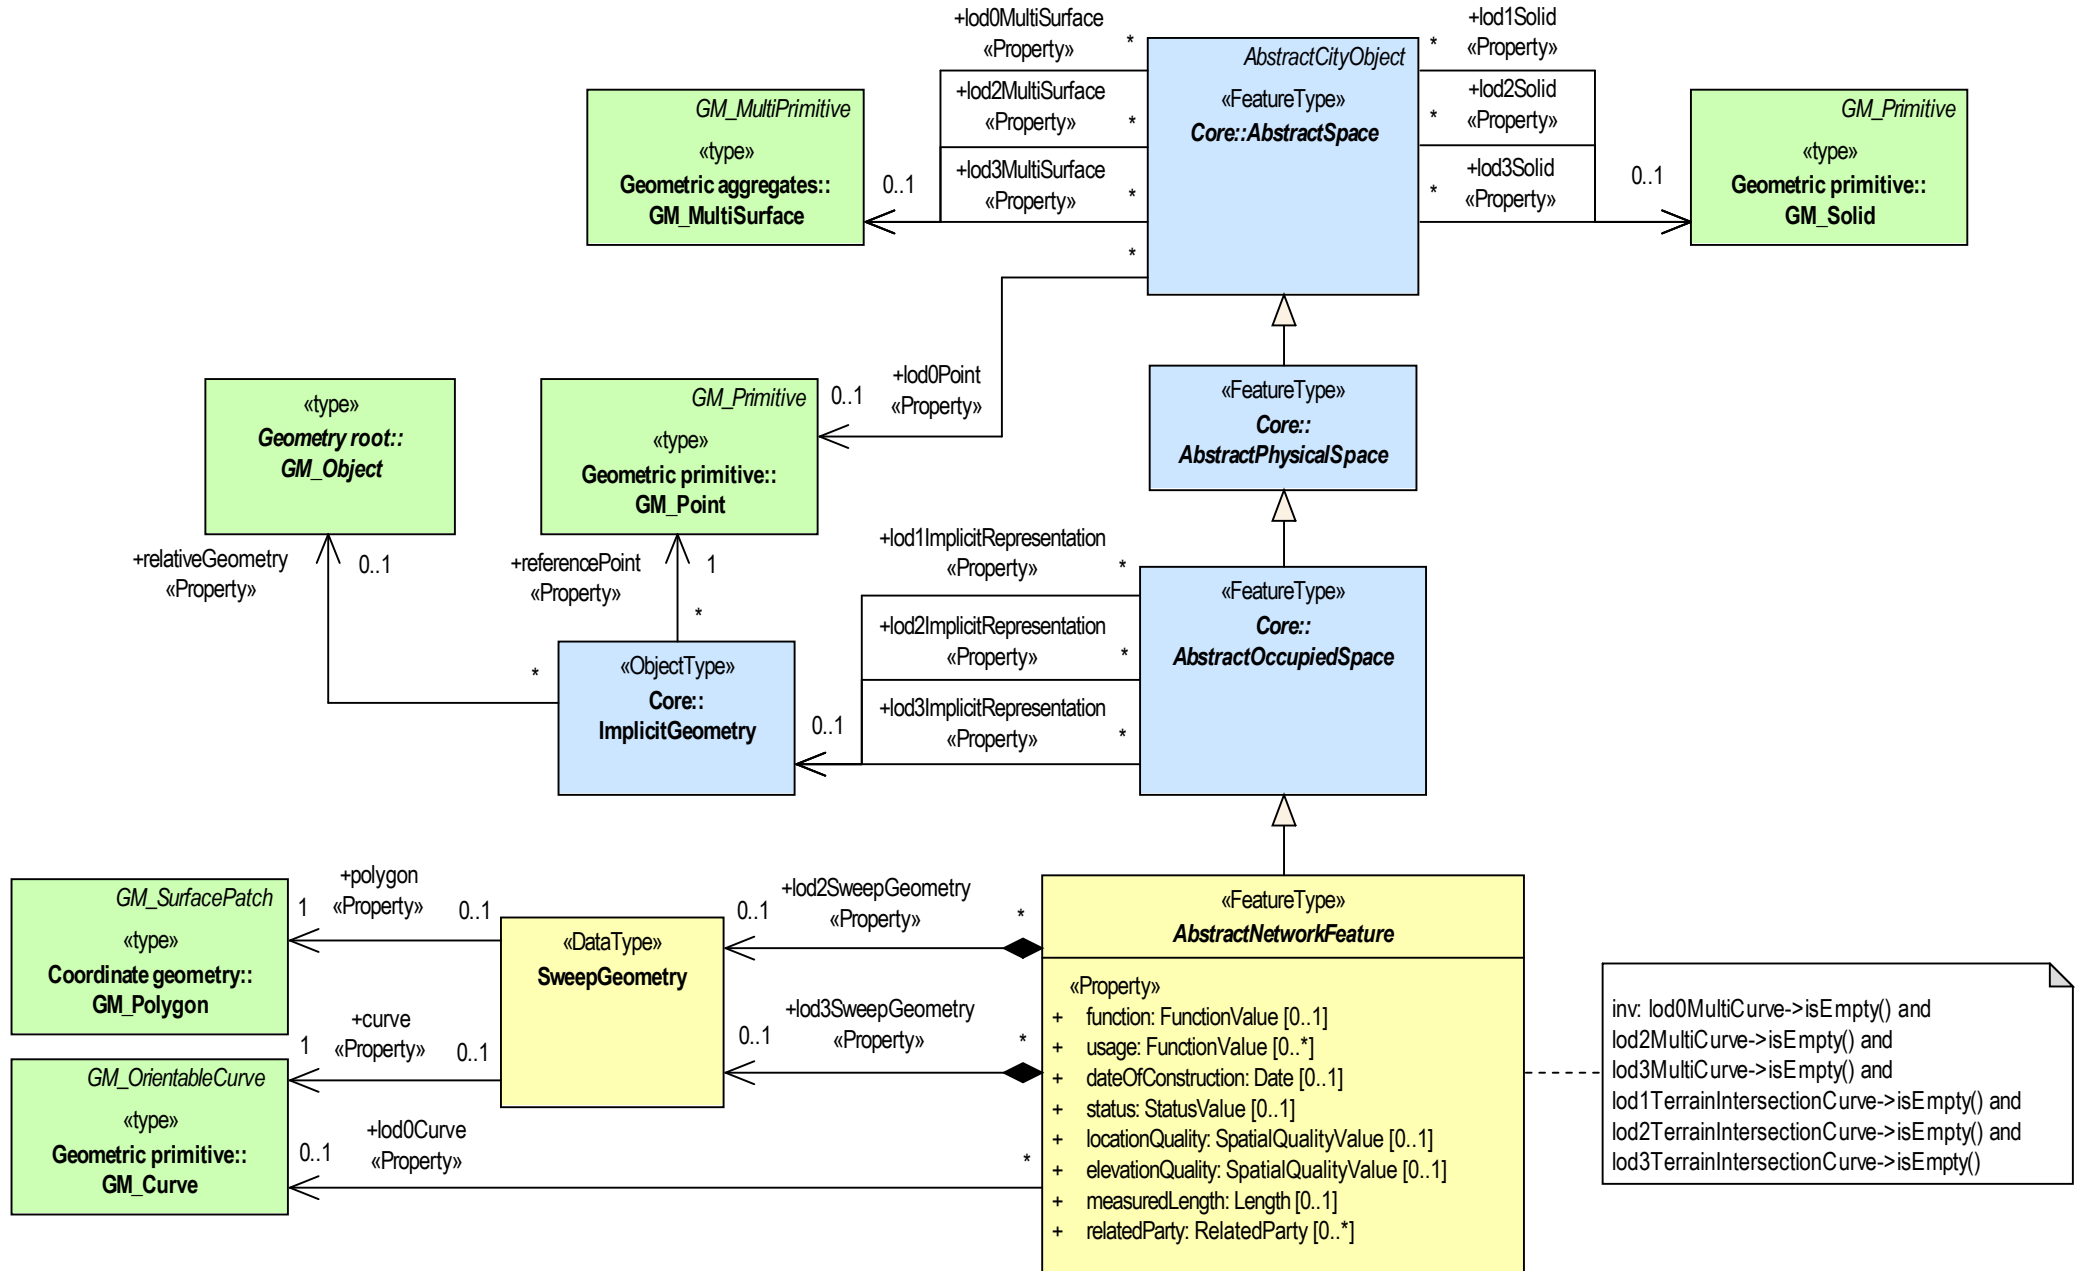 +lod0MultiSurface
«Property»
*
+lod2MultiSurface
«Property»
*
+lod3MultiSurface
«Property»
*
0..1
*
GM_MultiPrimitive
«type»
Geometric aggregates::
GM_MultiSurface
AbstractCityObject
«FeatureType»
Core::AbstractSpace
+lod1Solid
«Property»
*
+lod2Solid
«Property»
*
+lod3Solid
«Property»
*
0..1
GM_Primitive
«type»
Geometric primitive::
GM_Solid
+lod0Point
«Property»
0..1
«type»
Geometry root::
GM_Object
GM_Primitive
«type»
Geometric primitive::
GM_Point
«FeatureType»
Core::
AbstractPhysicalSpace
+relativeGeometry
«Property»
0..1
+referencePoint
«Property»
1
*
*
«ObjectType»
Core::
ImplicitGeometry
+lod1ImplicitRepresentation
«Property»
*
+lod2ImplicitRepresentation
«Property»
*
+lod3ImplicitRepresentation
«Property»
*
0..1
«FeatureType»
Core::
AbstractOccupiedSpace
GM_SurfacePatch
«type»
Coordinate geometry::
GM_Polygon
1
+polygon
«Property»
0..1
1
+curve
«Property»
0..1
GM_OrientableCurve
«type»
Geometric primitive::
GM_Curve
0..1
+lod0Curve
«Property»
*
«DataType»
SweepGeometry
0..1
+lod2SweepGeometry
«Property»
*
0..1
+lod3SweepGeometry
«Property»
*
«FeatureType»
AbstractNetworkFeature
«Property»
+ function: FunctionValue [0..1]
+ usage: FunctionValue [0..*]
+ dateOfConstruction: Date [0..1]
+ status: StatusValue [0..1]
+ locationQuality: SpatialQualityValue [0..1]
+ elevationQuality: SpatialQualityValue [0..1]
+ measuredLength: Length [0..1]
+ relatedParty: RelatedParty [0..*]
inv: lod0MultiCurve->isEmpty() and
lod2MultiCurve->isEmpty() and
lod3MultiCurve->isEmpty() and
lod1TerrainIntersectionCurve->isEmpty() and
lod2TerrainIntersectionCurve->isEmpty() and
lod3TerrainIntersectionCurve->isEmpty()